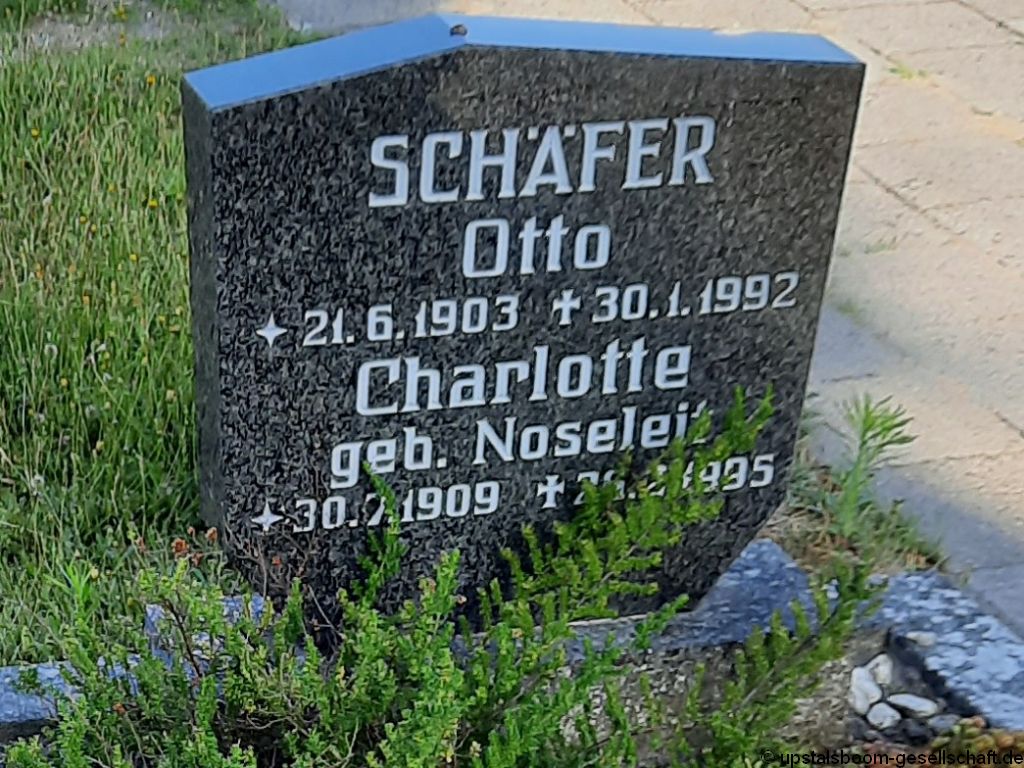 SCHÄFER
Otto
21.6.1903 30.1.1992
Charlotte
geb. Noseleit
30.7.1909
© upstalsboom-gesellschaft.de